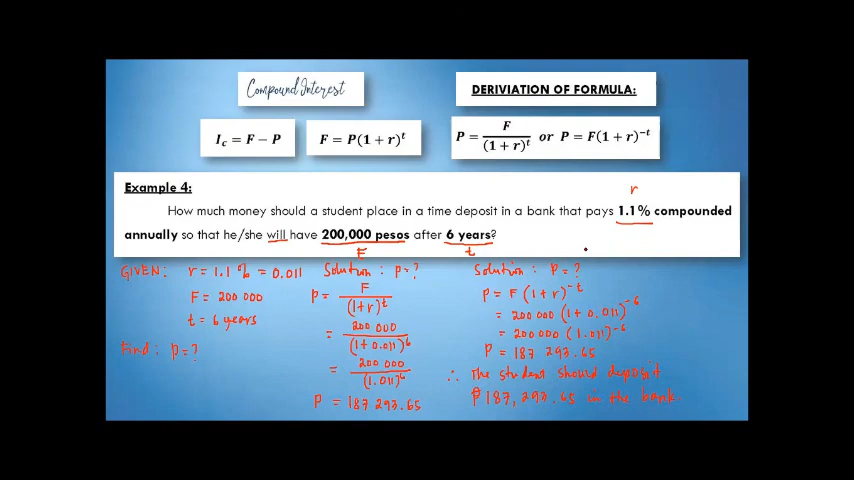 Compound Interest
DERIVIATION OF FORMULA:
I_c = F − P
F = P(1 + r)^t
P = F / (1 + r)^t or P = F(1 + r)^−t
Example 4:
r
How much money should a student place in a time deposit in a bank that pays 1.1% compounded
annually so that he/she will have 200,000 pesos after 6 years?
F t
GIVEN: r = 1.1 % = 0.011
F = 200 000
t = 6 years
Find: P = ?
Solution: P = ?
P = F / (1+r)^t
= 200 000 / (1 + 0.011)^6
= 200 000 / (1.011)^6
P = 187 293.65
Solution: P = ?
P = F (1 + r)^−t
= 200 000 (1 + 0.011)^−6
= 200 000 (1.011)^−6
P = 187 293.65
∴ The student should deposit
₱187,293.65 in the bank.